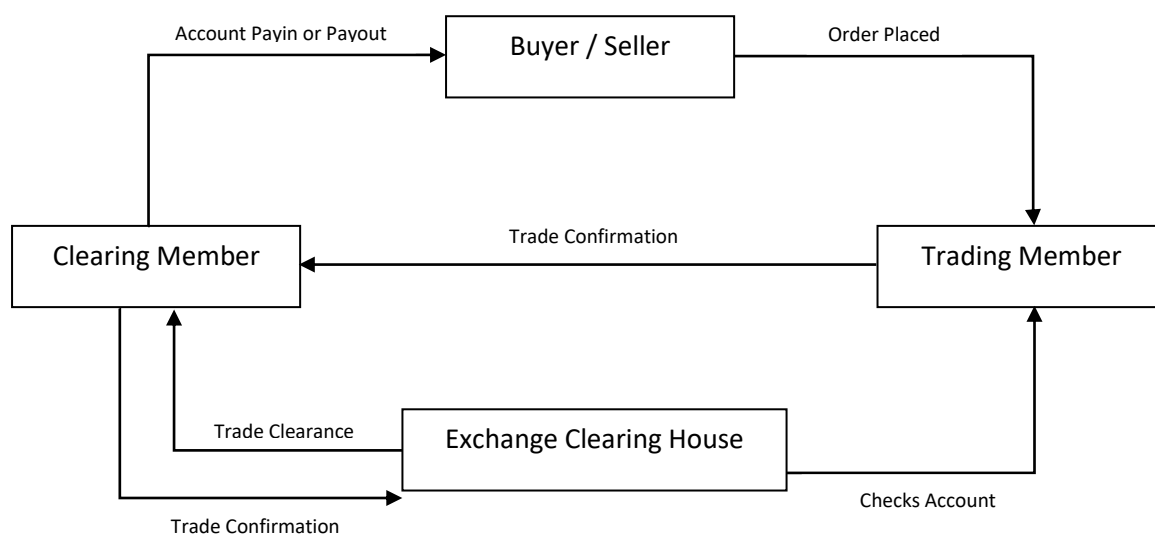 Account Payin or Payout
Buyer / Seller
Order Placed
Clearing Member
Trade Confirmation
Trading Member
Trade Clearance
Exchange Clearing House
Checks Account
Trade Confirmation